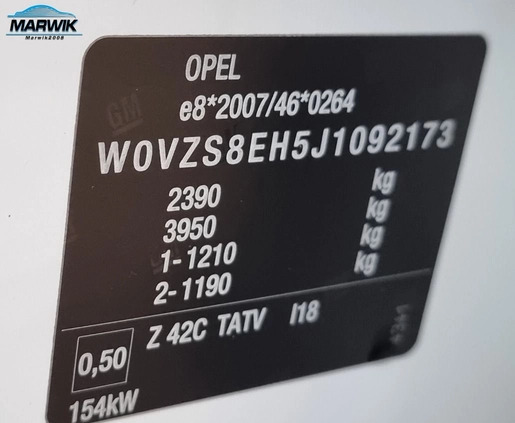 MARWIK
Marwik2008
OPEL
GM
e8*2007/46*0264
W0VZS8EH5J1092173
2390 kg
3950 kg
1-1210 kg
2-1190 kg
0,50 Z 42C TATV I18
154kW